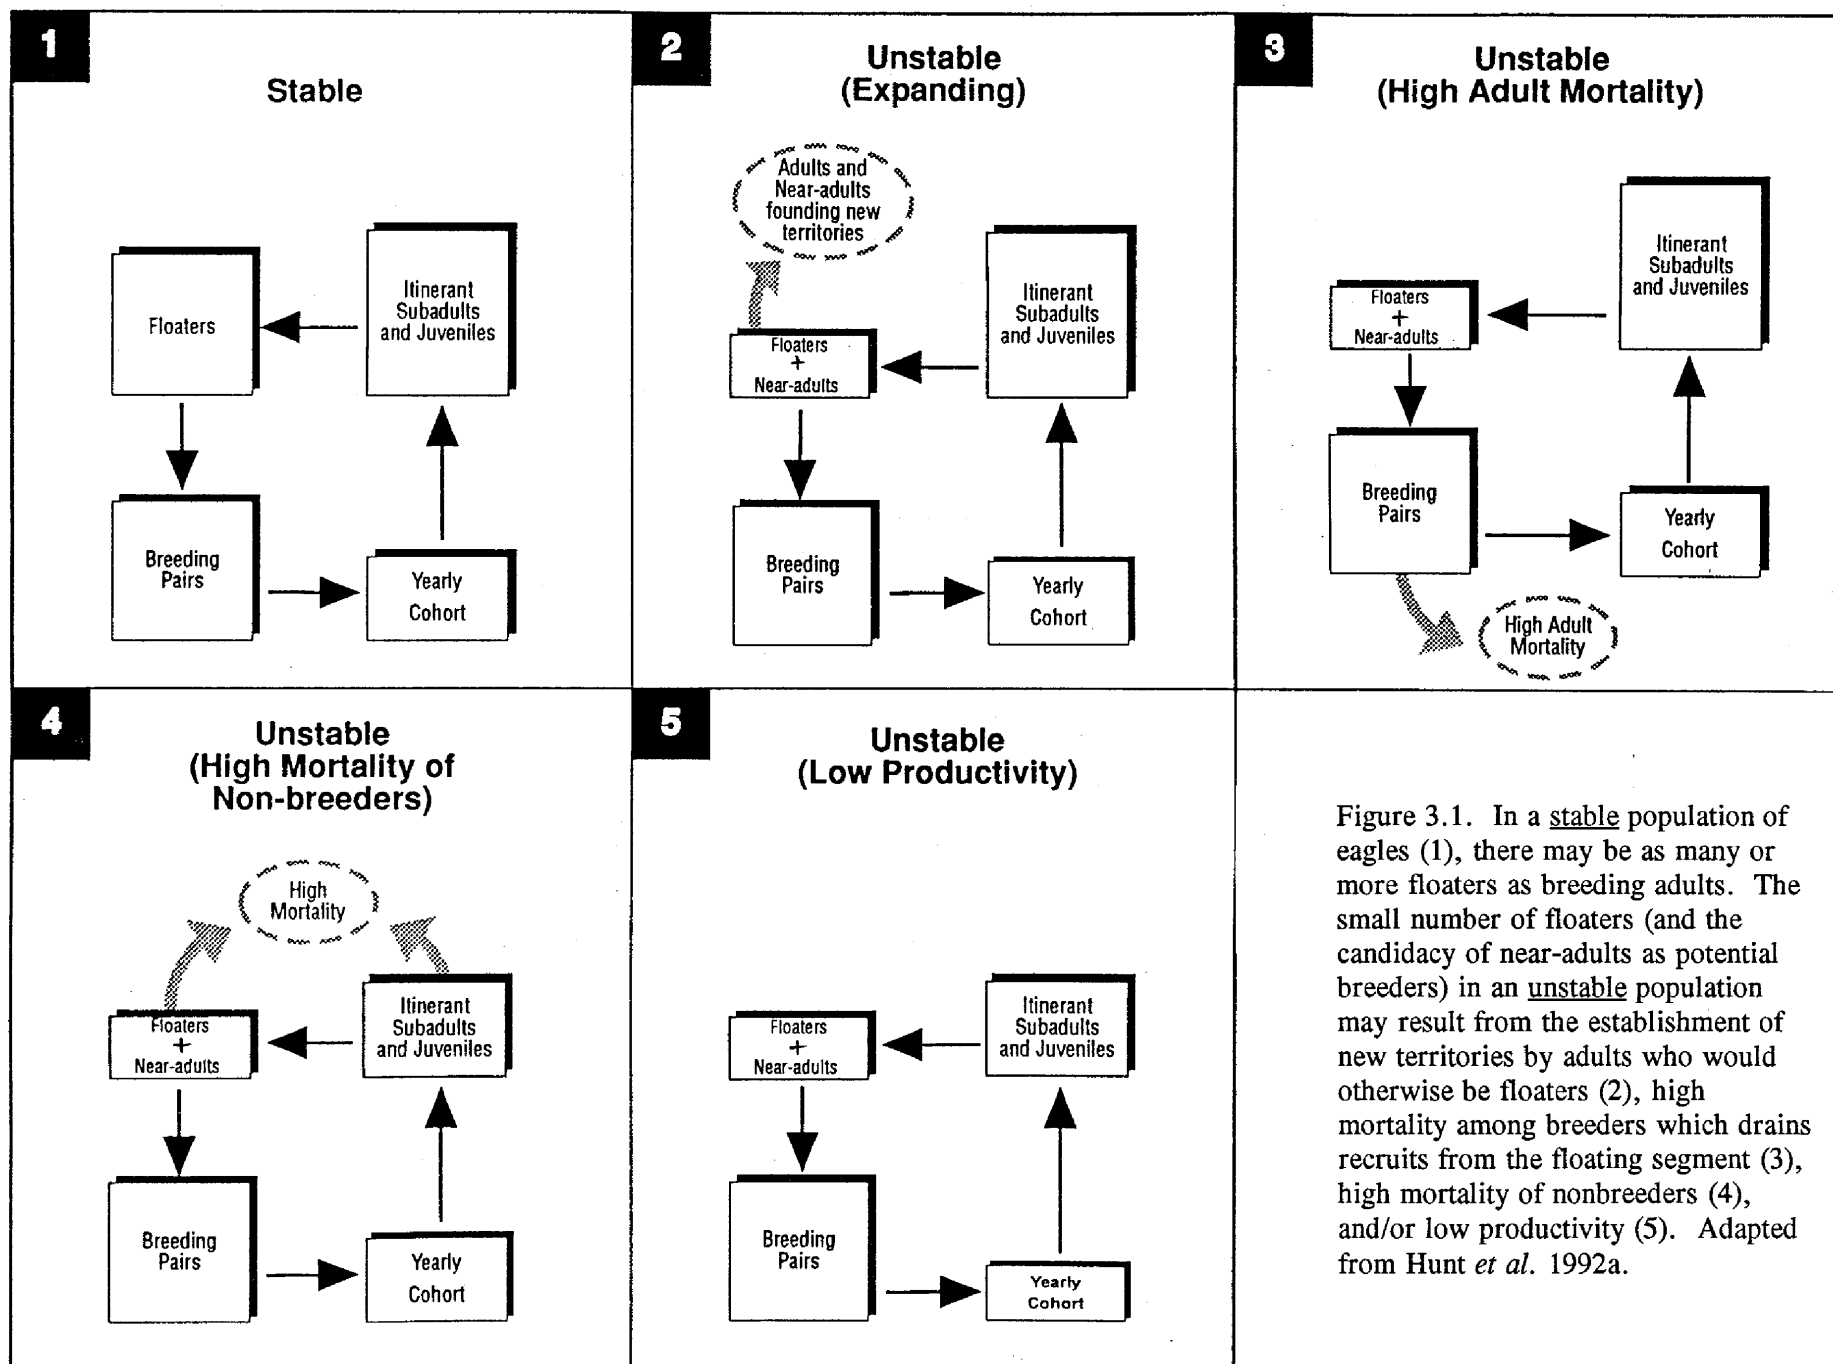 1
Stable
Floaters
Itinerant
Subadults
and Juveniles
Breeding
Pairs
Yearly
Cohort
2
Unstable
(Expanding)
Adults and
Near-adults
founding new
territories
Floaters
+
Near-adults
Itinerant
Subadults
and Juveniles
Breeding
Pairs
Yearly
Cohort
3
Unstable
(High Adult Mortality)
Floaters
+
Near-adults
Itinerant
Subadults
and Juveniles
Breeding
Pairs
Yearly
Cohort
High Adult
Mortality
4
Unstable
(High Mortality of
Non-breeders)
High
Mortality
Floaters
+
Near-adults
Itinerant
Subadults
and Juveniles
Breeding
Pairs
Yearly
Cohort
5
Unstable
(Low Productivity)
Floaters
+
Near-adults
Itinerant
Subadults
and Juveniles
Breeding
Pairs
Yearly
Cohort
Figure 3.1. In a stable population of
eagles (1), there may be as many or
more floaters as breeding adults. The
small number of floaters (and the
candidacy of near-adults as potential
breeders) in an unstable population
may result from the establishment of
new territories by adults who would
otherwise be floaters (2), high
mortality among breeders which drains
recruits from the floating segment (3),
high mortality of nonbreeders (4),
and/or low productivity (5). Adapted
from Hunt et al. 1992a.